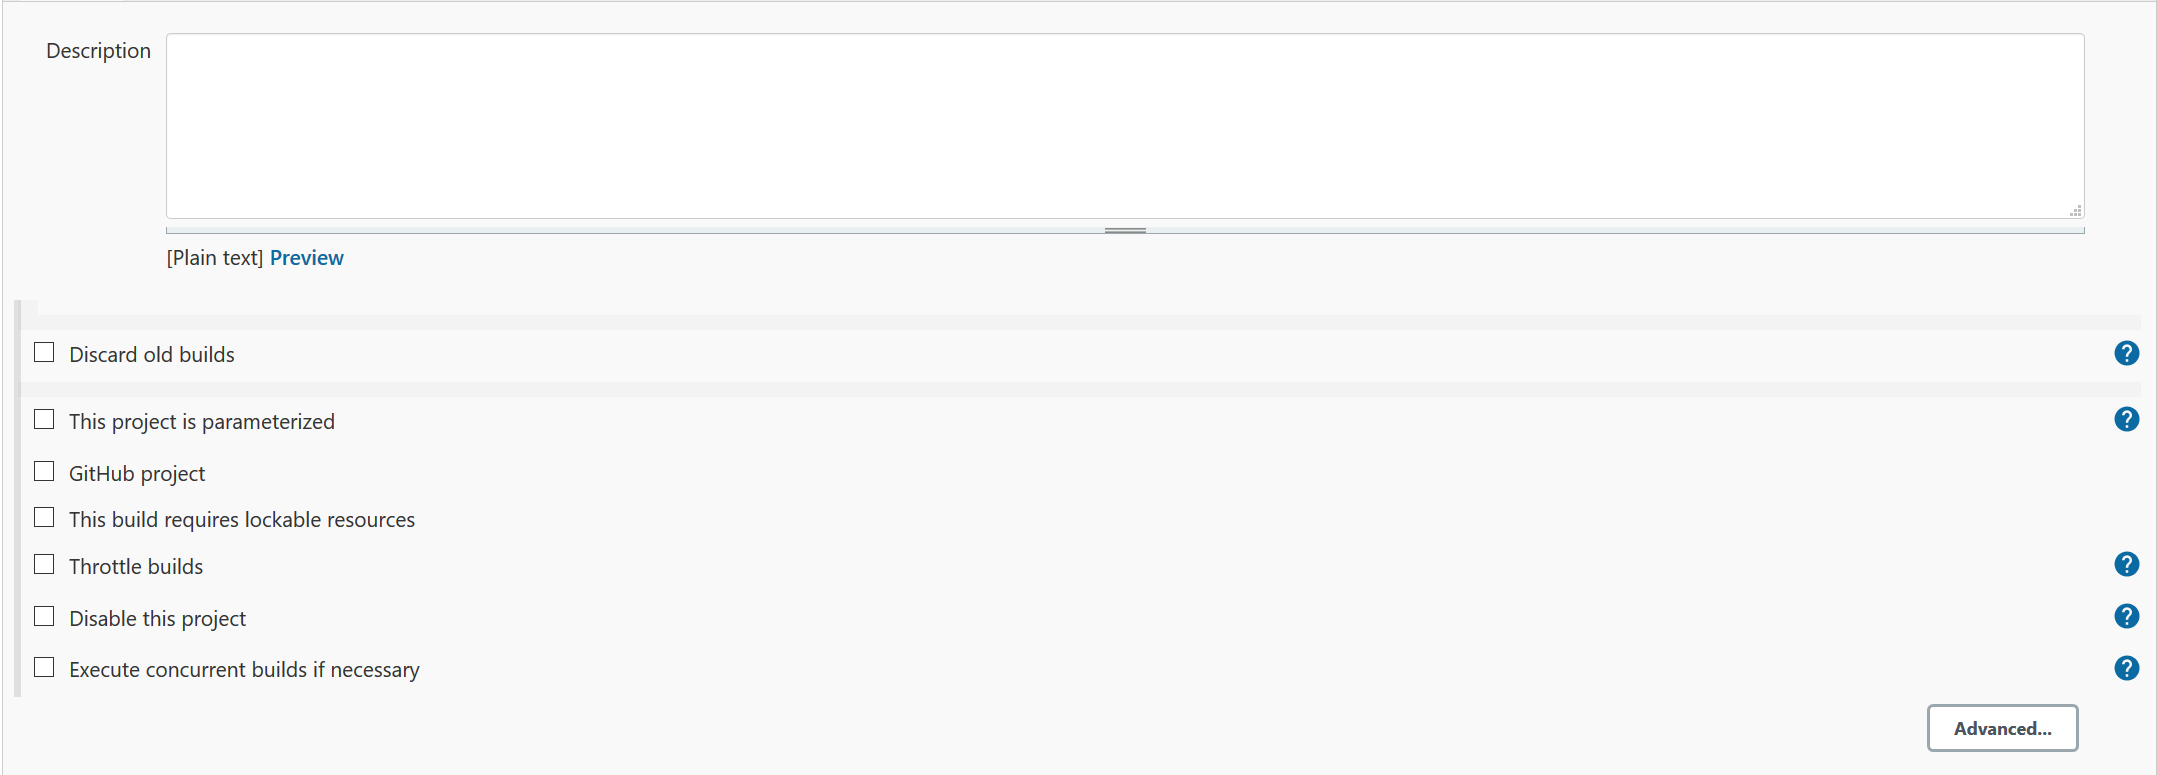 Description
[Plain text] Preview
Discard old builds
?
This project is parameterized
?
GitHub project
This build requires lockable resources
Throttle builds
?
Disable this project
?
Execute concurrent builds if necessary
?
Advanced...